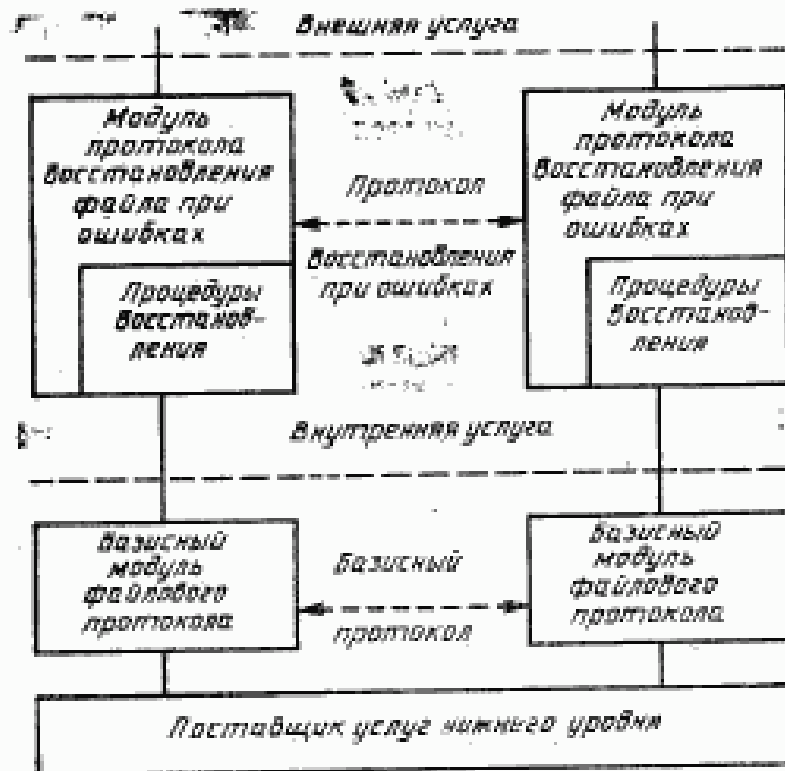 Внешняя услуга
Модуль
протокола
восстановления
файла при
ошибках
Процедуры
восстанов-
ления
Протокол
восстановления
при ошибках
Модуль
протокола
восстановления
файла при
ошибках
Процедуры
восстанов-
ления
Внутренняя услуга
Базисный
модуль
файлового
протокола
Базисный
протокол
Базисный
модуль
файлового
протокола
Поставщик услуг нижнего уровня